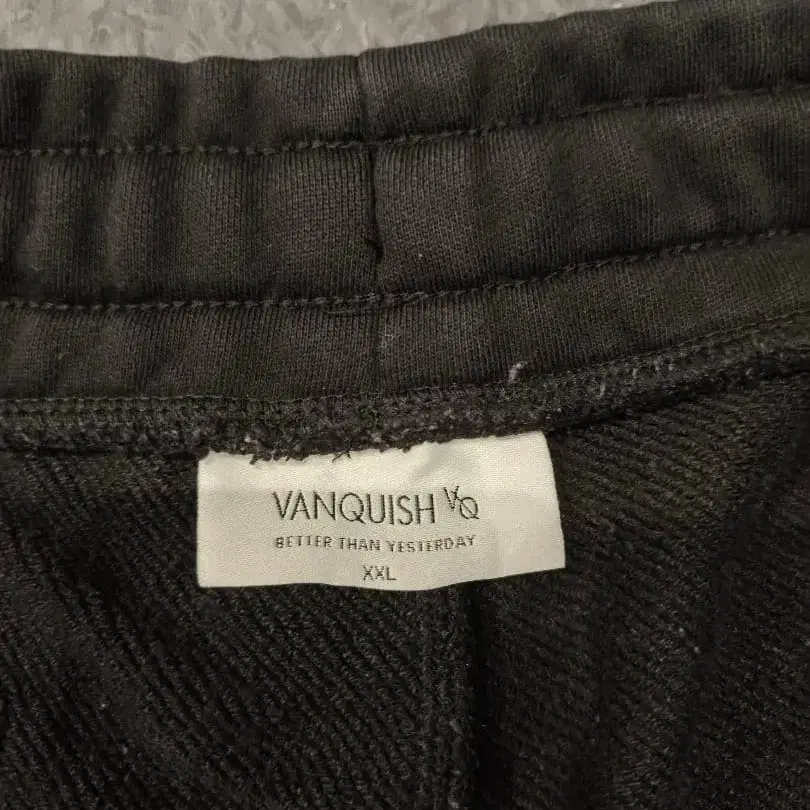 VANQUISH VQ
BETTER THAN YESTERDAY
XXL